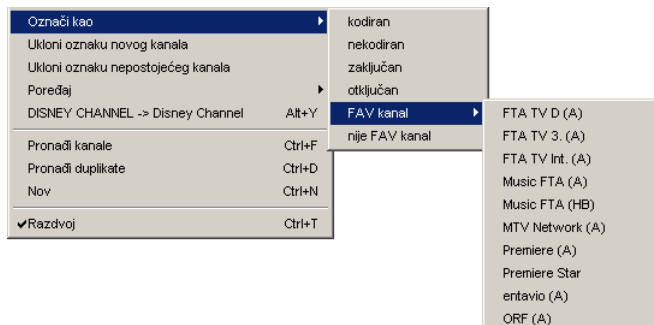 Označi kao
Ukloni oznaku novog kanala
Ukloni oznaku nepostojećeg kanala
Poređaj
DISNEY CHANNEL -> Disney Channel Alt+Y
Pronađi kanale Ctrl+F
Pronađi duplikate Ctrl+D
Nov Ctrl+N
Razdvoj Ctrl+T
kodiran
nekodiran
zaključan
otključan
FAV kanal
nije FAV kanal
FTA TV D (A)
FTA TV 3. (A)
FTA TV Int. (A)
Music FTA (A)
Music FTA (HB)
MTV Network (A)
Premiere (A)
Premiere Star
entavio (A)
ORF (A)